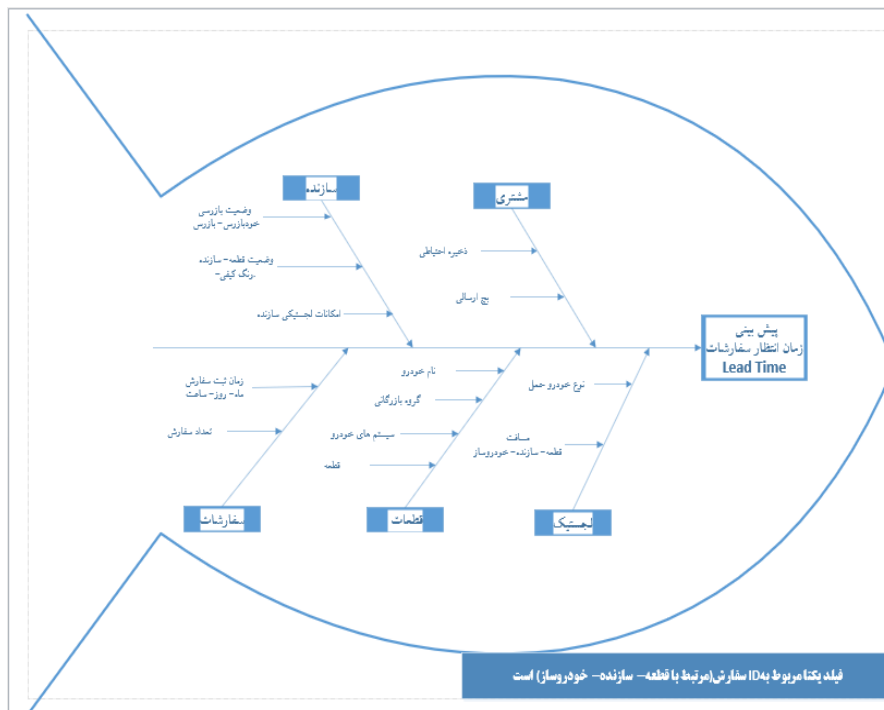 سازنده
مشتری
وضعیت بازرسی
خودبازرس- بازرس
وضعیت قطعه- سازنده
.رنگ کیفی-
امکانات لجستیکی سازنده
ذخیره احتیاطی
بچ ارسالی
پیش بینی
زمان انتظار سفارشات
Lead Time
زمان ثبت سفارش
ماه- روز- ساعت
تعداد سفارش
نام خودرو
گروه بازرگانی
سیستم های خودرو
قطعه
نوع خودرو حمل
مسافت
قطعه- سازنده- خودروساز
سفارشات
قطعات
لجستیک
فیلد یکتا مربوط به ID سفارش(مرتبط با قطعه- سازنده- خودروساز) است